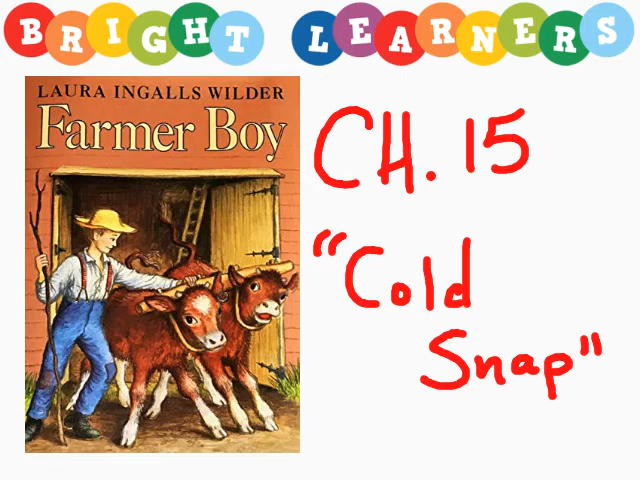 BRIGHT LEARNERS
LAURA INGALLS WILDER
Farmer Boy
CH. 15
"Cold
Snap"